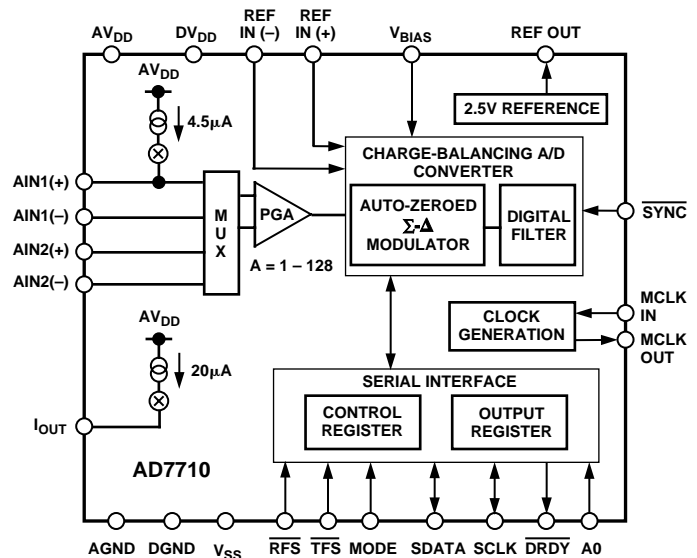 AVDD DVDD REF IN (–) REF IN (+) VBIAS REF OUT
AVDD
4.5µA
2.5V REFERENCE
CHARGE-BALANCING A/D CONVERTER
AUTO-ZEROED
Σ-Δ
MODULATOR
DIGITAL
FILTER
AIN1(+)
AIN1(–)
AIN2(+)
AIN2(–)
M
U
X
PGA
A = 1 – 128
SYNC
MCLK
IN
MCLK
OUT
CLOCK
GENERATION
AVDD
20µA
IOUT
SERIAL INTERFACE
CONTROL
REGISTER
OUTPUT
REGISTER
AD7710
AGND DGND VSS RFS TFS MODE SDATA SCLK DRDY A0